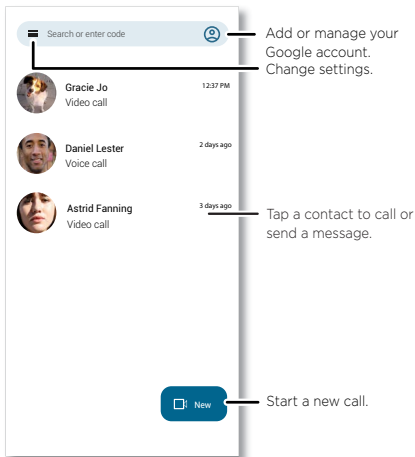 Search or enter code
Add or manage your
Google account.
Change settings.
Gracie Jo
12:37 PM
Video call
Daniel Lester
2 days ago
Voice call
Astrid Fanning
3 days ago
Video call
Tap a contact to call or
send a message.
New
Start a new call.